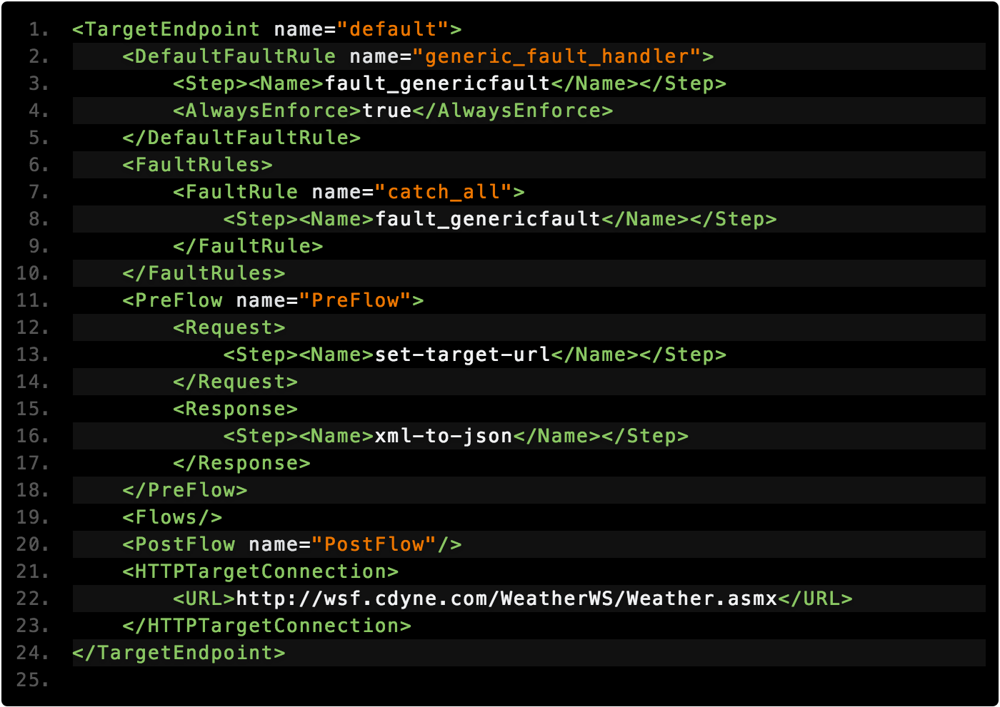 1. <TargetEndpoint name="default">
2.     <DefaultFaultRule name="generic_fault_handler">
3.         <Step><Name>fault_genericfault</Name></Step>
4.         <AlwaysEnforce>true</AlwaysEnforce>
5.     </DefaultFaultRule>
6.     <FaultRules>
7.         <FaultRule name="catch_all">
8.             <Step><Name>fault_genericfault</Name></Step>
9.         </FaultRule>
10.     </FaultRules>
11.     <PreFlow name="PreFlow">
12.         <Request>
13.             <Step><Name>set-target-url</Name></Step>
14.         </Request>
15.         <Response>
16.             <Step><Name>xml-to-json</Name></Step>
17.         </Response>
18.     </PreFlow>
19.     <Flows/>
20.     <PostFlow name="PostFlow"/>
21.     <HTTPTargetConnection>
22.         <URL>http://wsf.cdyne.com/WeatherWS/Weather.asmx</URL>
23.     </HTTPTargetConnection>
24. </TargetEndpoint>
25.